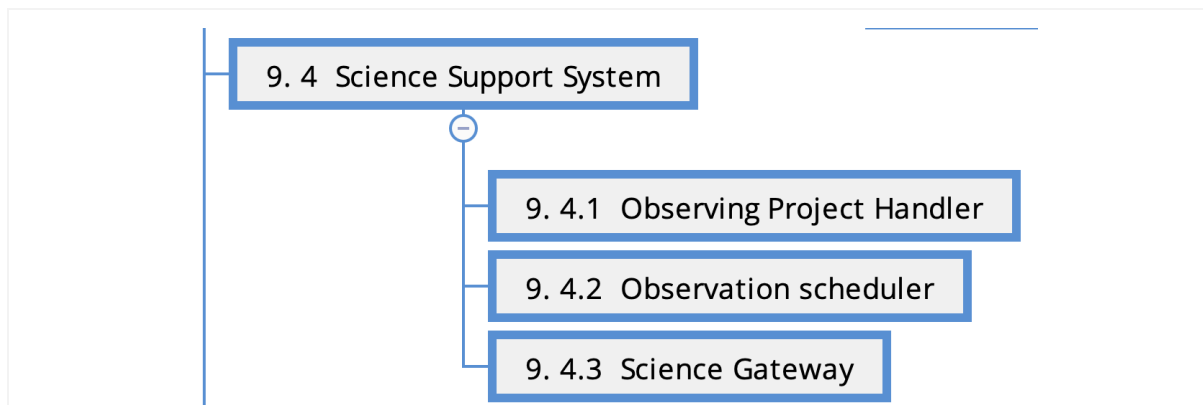 9. 4 Science Support System
9. 4.1 Observing Project Handler
9. 4.2 Observation scheduler
9. 4.3 Science Gateway